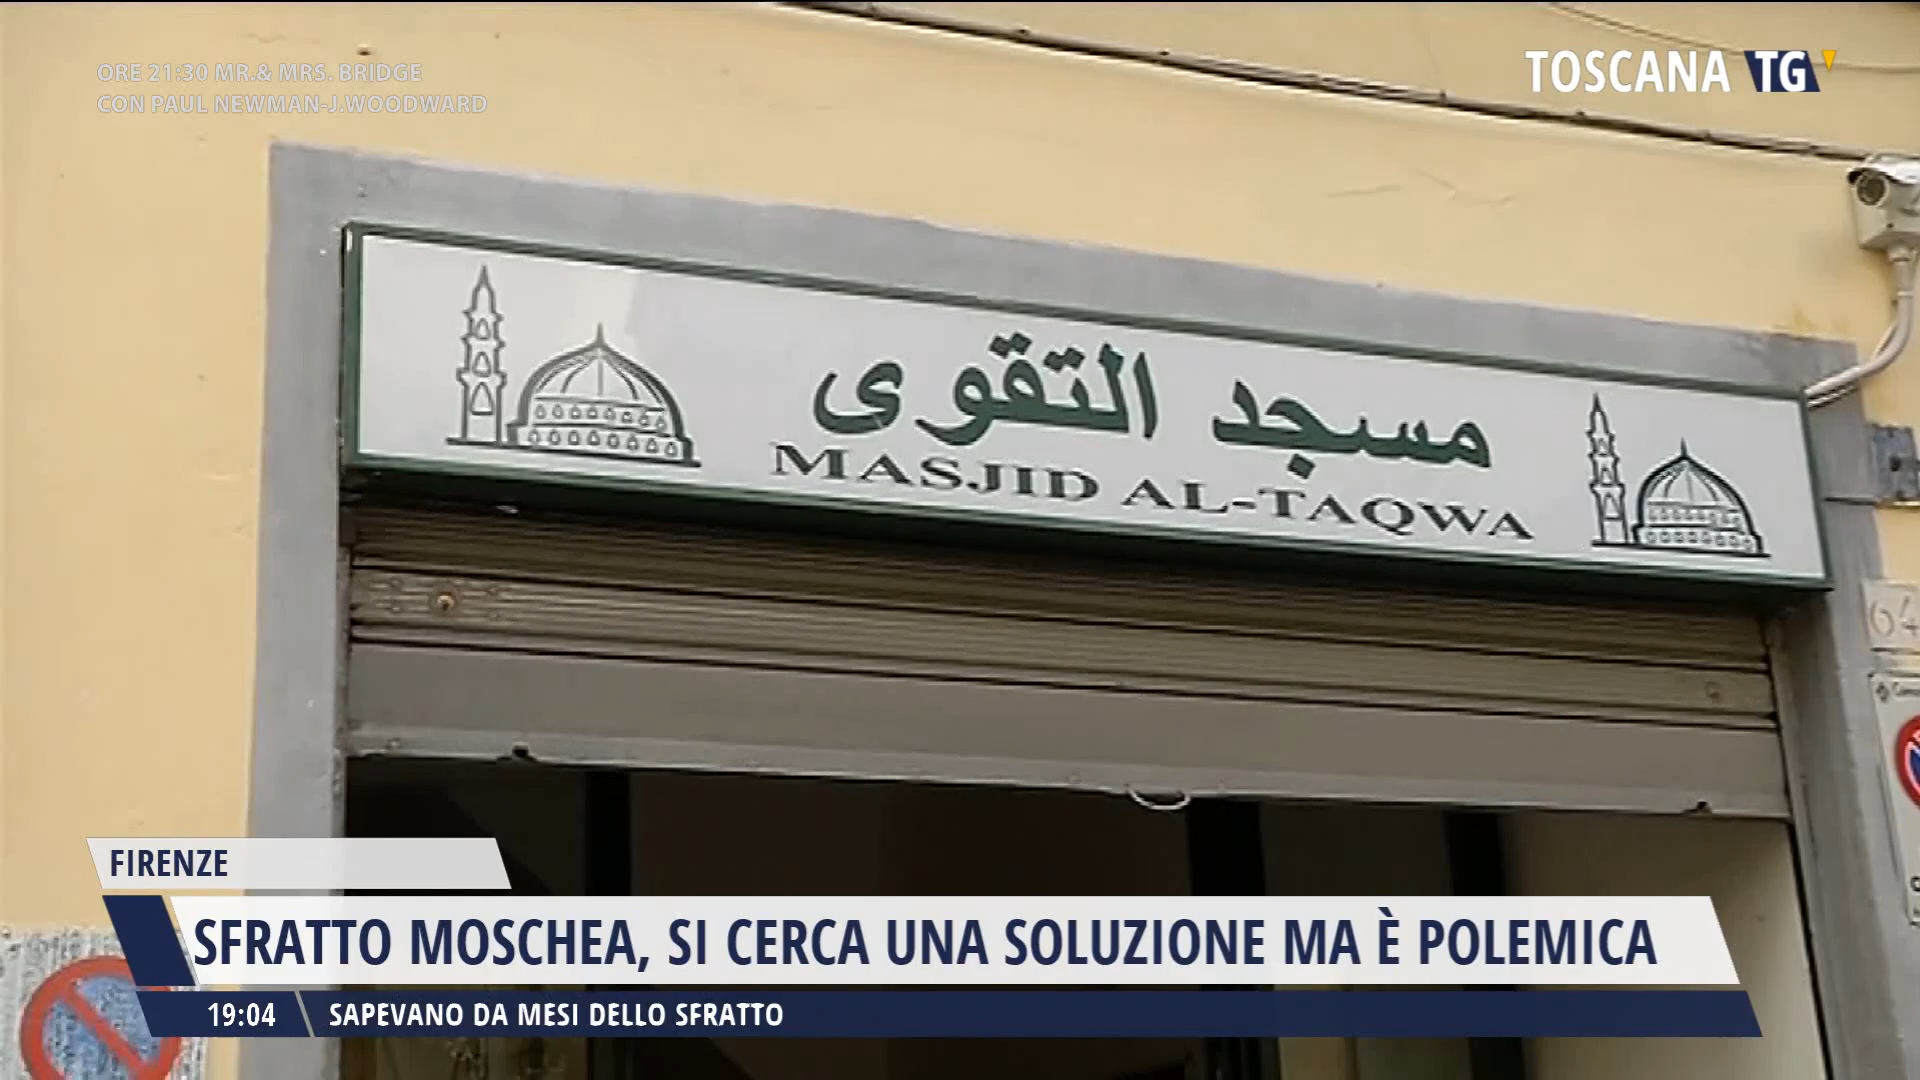 ORE 21:30 MR.& MRS. BRIDGE
CON PAUL NEWMAN-J.WOODWARD
TOSCANA TG
مسجد التقوى
MASJID AL-TAQWA
64
FIRENZE
SFRATTO MOSCHEA, SI CERCA UNA SOLUZIONE MA È POLEMICA
19:04 SAPEVANO DA MESI DELLO SFRATTO